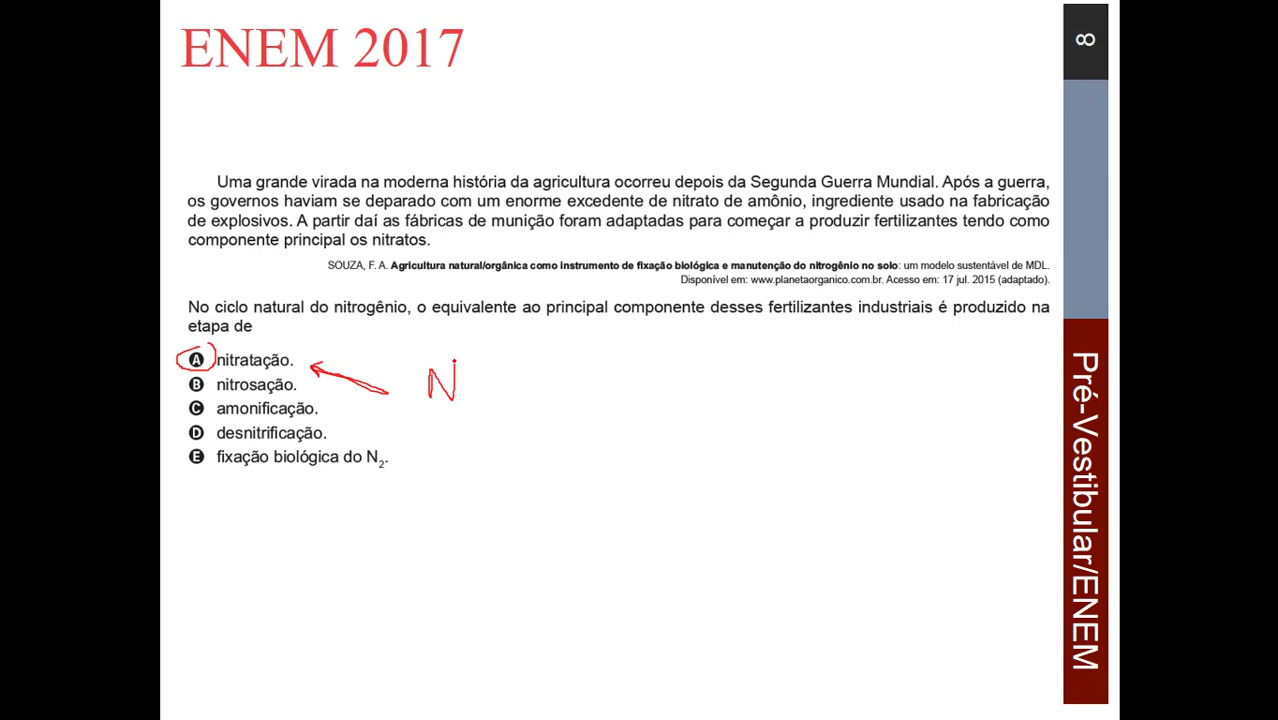 ENEM 2017
8
Uma grande virada na moderna história da agricultura ocorreu depois da Segunda Guerra Mundial. Após a guerra,
os governos haviam se deparado com um enorme excedente de nitrato de amônio, ingrediente usado na fabricação
de explosivos. A partir daí as fábricas de munição foram adaptadas para começar a produzir fertilizantes tendo como
componente principal os nitratos.
SOUZA, F. A. Agricultura natural/orgânica como instrumento de fixação biológica e manutenção do nitrogênio no solo: um modelo sustentável de MDL.
Disponível em: www.planetaorganico.com.br. Acesso em: 17 jul. 2015 (adaptado).
No ciclo natural do nitrogênio, o equivalente ao principal componente desses fertilizantes industriais é produzido na
etapa de
A nitratação.
B nitrosação.
C amonificação.
D desnitrificação.
E fixação biológica do N₂.
N
Pré-Vestibular/ENEM